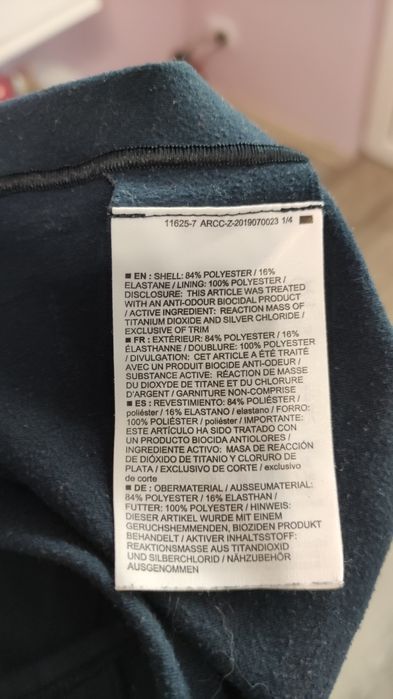 11625-7 ARCC-Z-2019070023 1/4
■ EN : SHELL: 84% POLYESTER / 16%
ELASTANE / LINING: 100% POLYESTER /
DISCLOSURE: THIS ARTICLE WAS TREATED
WITH AN ANTI-ODOUR BIOCIDAL PRODUCT
/ ACTIVE INGREDIENT: REACTION MASS OF
TITANIUM DIOXIDE AND SILVER CHLORIDE /
EXCLUSIVE OF TRIM
■ FR : EXTÉRIEUR: 84% POLYESTER / 16%
ÉLASTHANNE / DOUBLURE: 100% POLYESTER
/ DIVULGATION: CET ARTICLE A ÉTÉ TRAITÉ
AVEC UN PRODUIT BIOCIDE ANTI-ODEUR /
SUBSTANCE ACTIVE: RÉACTION DE MASSE
DU DIOXYDE DE TITANE ET DU CHLORURE
D'ARGENT / GARNITURE NON-COMPRISE
■ ES : REVESTIMIENTO: 84% POLIÉSTER /
poliéster / 16% ELASTANO / elastano / FORRO:
100% POLIÉSTER / poliéster / IMPORTANTE:
ESTE ARTÍCULO HA SIDO TRATADO CON
UN PRODUCTO BIOCIDA ANTIOLORES /
INGREDIENTE ACTIVO: MASA DE REACCIÓN
DE DIÓXIDO DE TITANIO Y CLORURO DE
PLATA / EXCLUSIVO DE CORTE / exclusivo
de corte
■ DE : OBERMATERIAL / AUSSEUMATERIAL:
84% POLYESTER / 16% ELASTHAN /
FUTTER: 100% POLYESTER / HINWEIS:
DIESER ARTIKEL WURDE MIT EINEM
GERUCHSHEMMENDEN, BIOZIDEN PRODUKT
BEHANDELT / AKTIVER INHALTSSTOFF:
REAKTIONSMASSE AUS TITANDIOXID
UND SILBERCHLORID / NÄHZUBEHÖR
AUSGENOMMEN